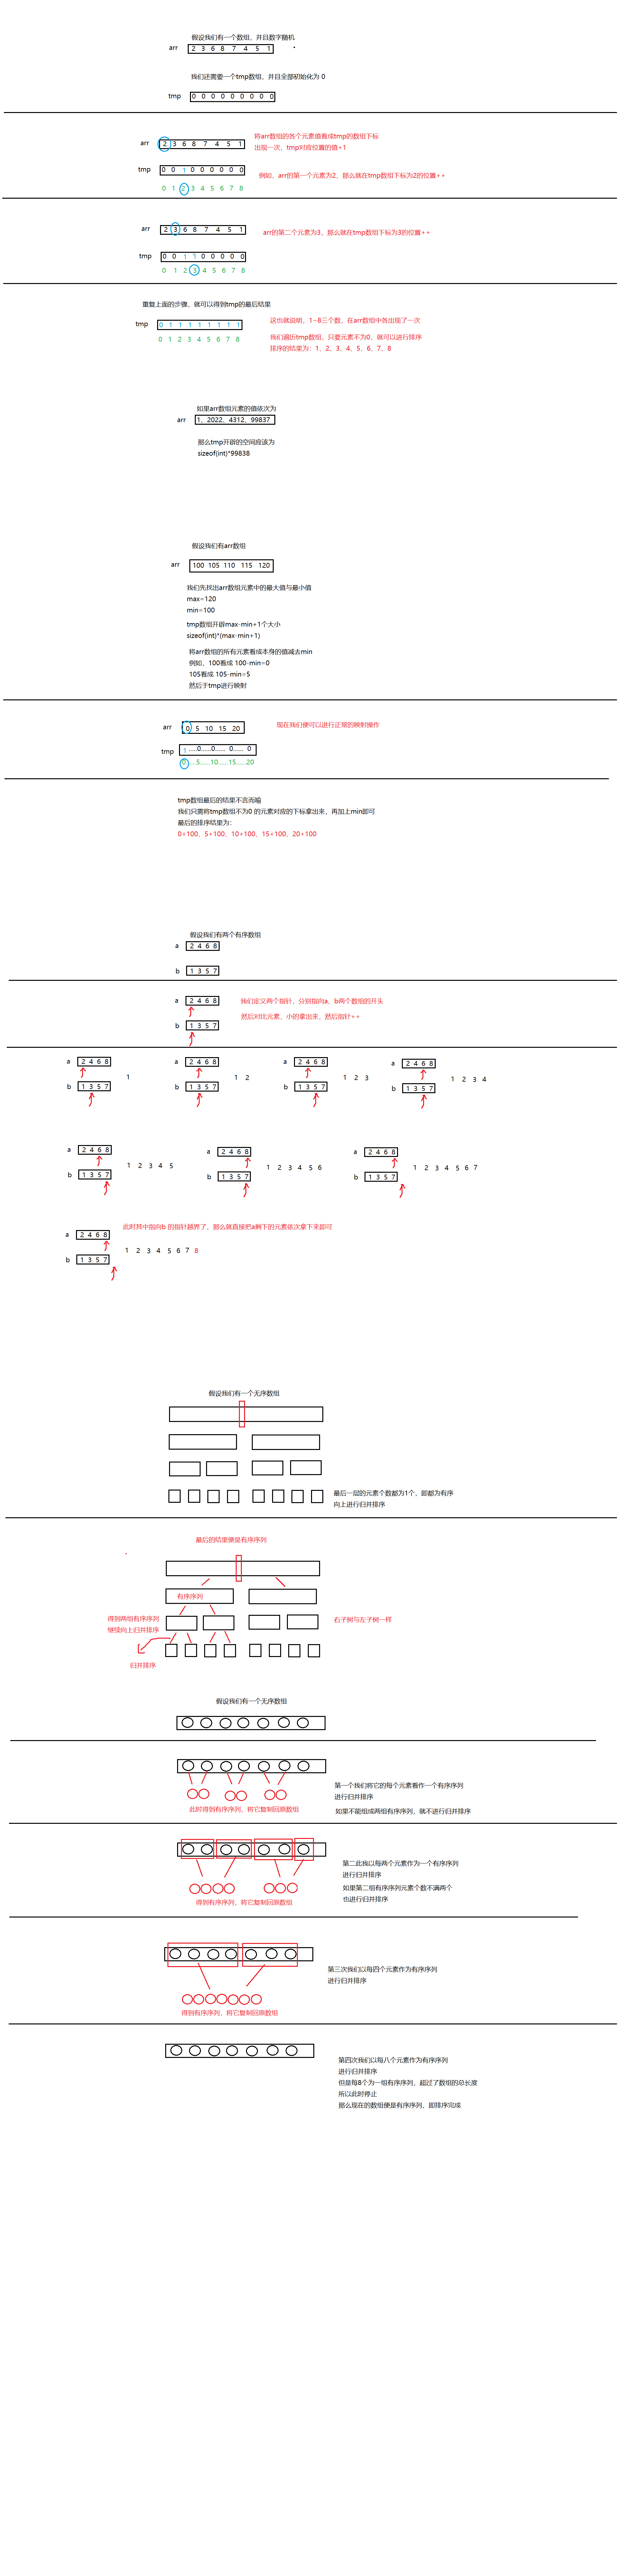 假设我们有一个数组，并且数字随机
arr 2 3 6 8 7 4 5 1
我们还需要一个tmp数组，并且全部初始化为 0
tmp 0 0 0 0 0 0 0 0 0
将arr数组的各个元素值看成tmp的数组下标
arr 2 3 6 8 7 4 5 1
出现一次，tmp对应位置的值+1
tmp 0 0 1 0 0 0 0 0 0
例如，arr的第一个元素为2，那么就在tmp数组下标为2的位置++
0 1 2 3 4 5 6 7 8
arr 2 3 6 8 7 4 5 1
arr的第二个元素为3，那么就在tmp数组下标为3的位置++
tmp 0 0 1 1 0 0 0 0 0
0 1 2 3 4 5 6 7 8
重复上面的步骤，就可以得到tmp的最后结果
tmp 0 1 1 1 1 1 1 1 1
这也就说明，1~8三个数，在arr数组中各出现了一次
0 1 2 3 4 5 6 7 8
我们遍历tmp数组，只要元素不为0，就可以进行排序
排序的结果为：1、2、3、4、5、6、7、8
如果arr数组元素的值依次为
arr 1、2022、4312、99837
那么tmp开辟的空间应该为
sizeof(int)*99838
假设我们有arr数组
arr 100 105 110 115 120
我们先找出arr数组元素中的最大值与最小值
max=120
min=100
tmp数组开辟max-min+1个大小
sizeof(int)*(max-min+1)
将arr数组的所有元素看成本身的值减去min
例如，100看成 100-min=0
105看成 105-min=5
然后于tmp进行映射
arr 0 5 10 15 20
现在我们便可以进行正常的映射操作
tmp 1......0......0...... 0...... 0
0......5......10......15......20
tmp数组最后的结果不言而喻
我们只需将tmp数组不为0 的元素对应的下标拿出来，再加上min即可
最后的排序结果为：
0+100、5+100、10+100、15+100、20+100
假设我们有两个有序数组
a 2 4 6 8
b 1 3 5 7
a 2 4 6 8
我们定义两个指针，分别指向a、b两个数组的开头
然后对比元素，小的拿出来，然后指针++
b 1 3 5 7
a 2 4 6 8
b 1 3 5 7
1
a 2 4 6 8
b 1 3 5 7
1 2
a 2 4 6 8
b 1 3 5 7
1 2 3
a 2 4 6 8
b 1 3 5 7
1 2 3 4
a 2 4 6 8
b 1 3 5 7
1 2 3 4 5
a 2 4 6 8
b 1 3 5 7
1 2 3 4 5 6
a 2 4 6 8
b 1 3 5 7
1 2 3 4 5 6 7
此时其中指向b 的指针越界了，那么就直接把a剩下的元素依次拿下来即可
a 2 4 6 8
b 1 3 5 7
1 2 3 4 5 6 7 8
假设我们有一个无序数组
最后一层的元素个数都为1个，即都为有序
向上进行归并排序
最后的结果便是有序序列
有序序列
得到两组有序序列
继续向上归并排序
右子树与左子树一样
归并排序
假设我们有一个无序数组
第一个我们将它的每个元素看作一个有序序列
进行归并排序
此时得到有序序列，将它复制回原数组
如果不能组成两组有序序列，就不进行归并排序
第二此我以每两个元素作为一个有序序列
进行归并排序
如果第二组有序序列元素个数不满两个
也进行归并排序
得到有序序列，将它复制回原数组
第三次我们以每四个元素作为有序序列
进行归并排序
得到有序序列，将它复制回原数组
第四次我们以每八个元素作为有序序列
进行归并排序
但是每8个为一组有序序列，超过了数组的总长度
所以此时停止
那么现在的数组便是有序序列，即排序完成